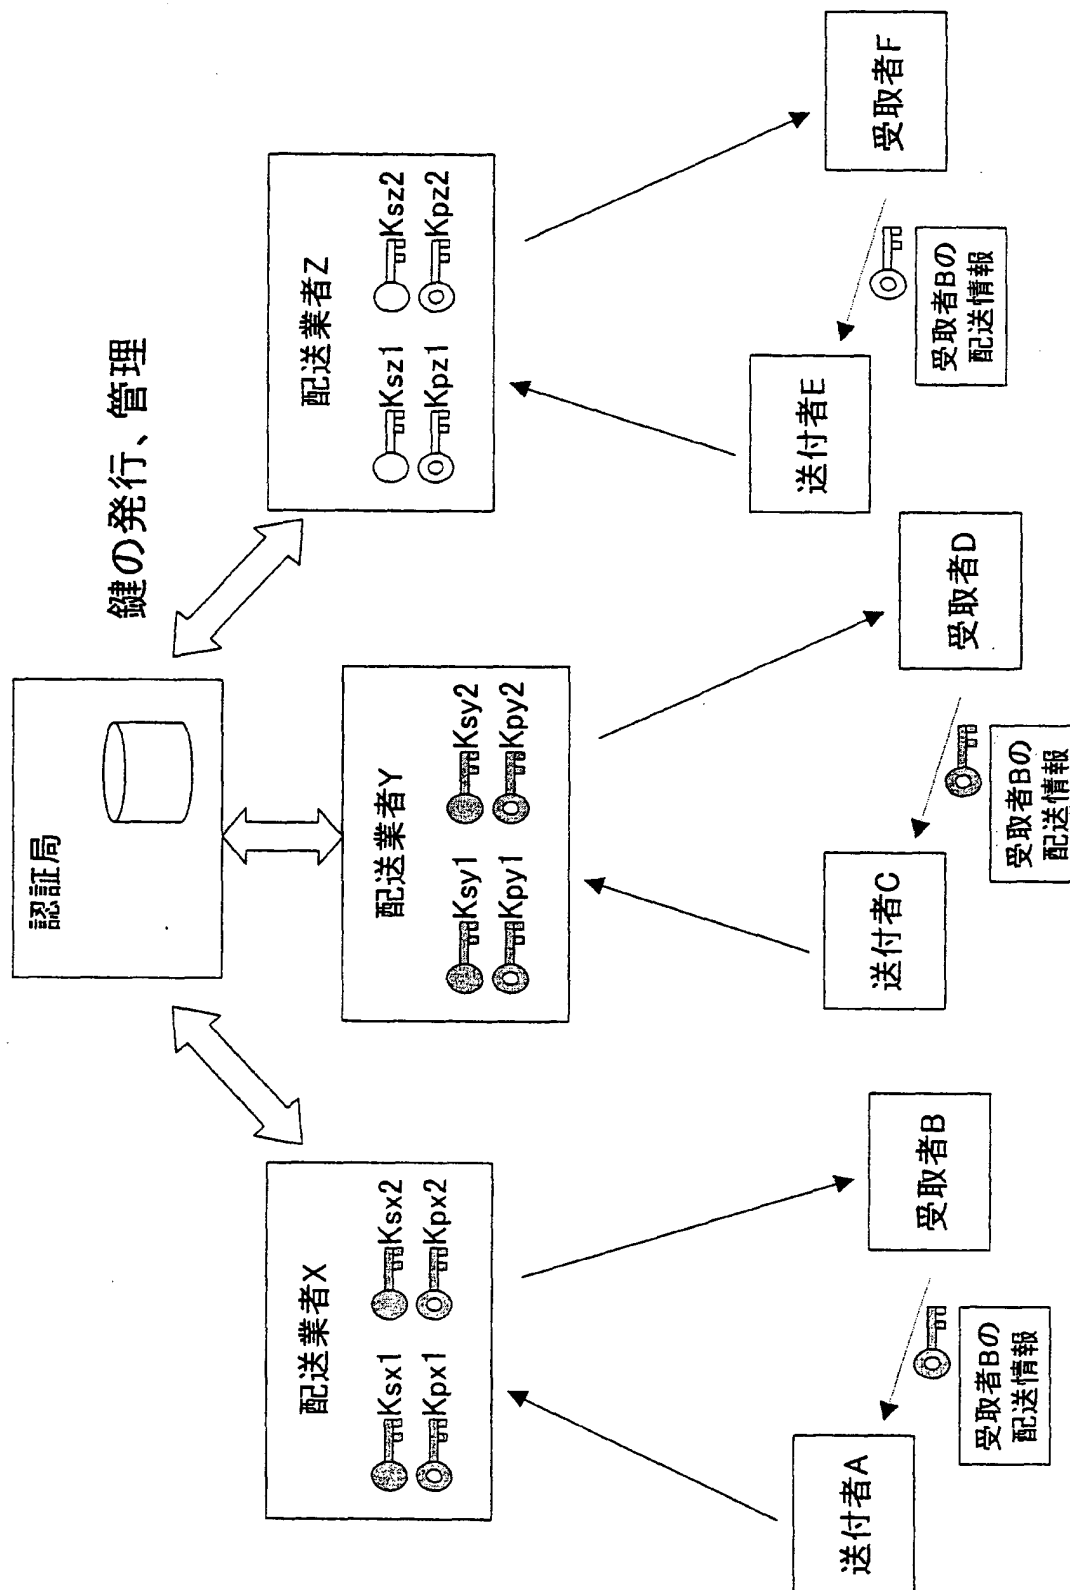 鍵の発行、管理
認証局
配送業者X
Ksx1
Ksx2
Kpx1
Kpx2
配送業者Y
Ksy1
Ksy2
Kpy1
Kpy2
配送業者Z
Ksz1
Ksz2
Kpz1
Kpz2
送付者A
受取者B
受取者Bの
配送情報
送付者C
受取者D
受取者Bの
配送情報
送付者E
受取者F
受取者Bの
配送情報